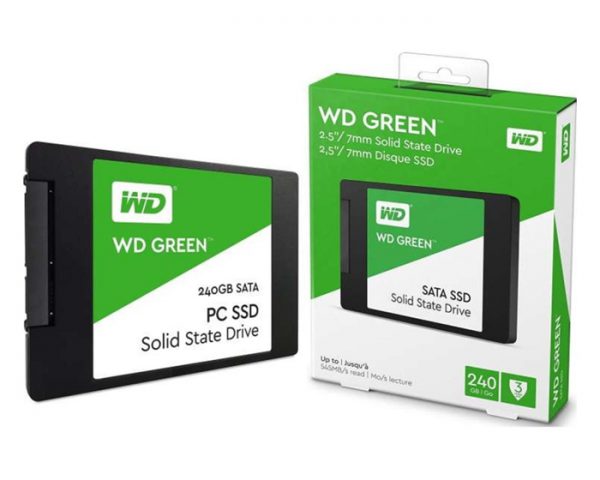 WD
WD GREEN™
240GB SATA
PC SSD
Solid State Drive
WD GREEN™
2.5"/ 7mm Solid State Drive
2,5"/ 7mm Disque SSD
WD
WD
WD GREEN™
SATA SSD
Solid State Drive
Up to | Jusqu'à
545MB/s read | Mo/s lecture
240
GB | Go
3
WD GREEN